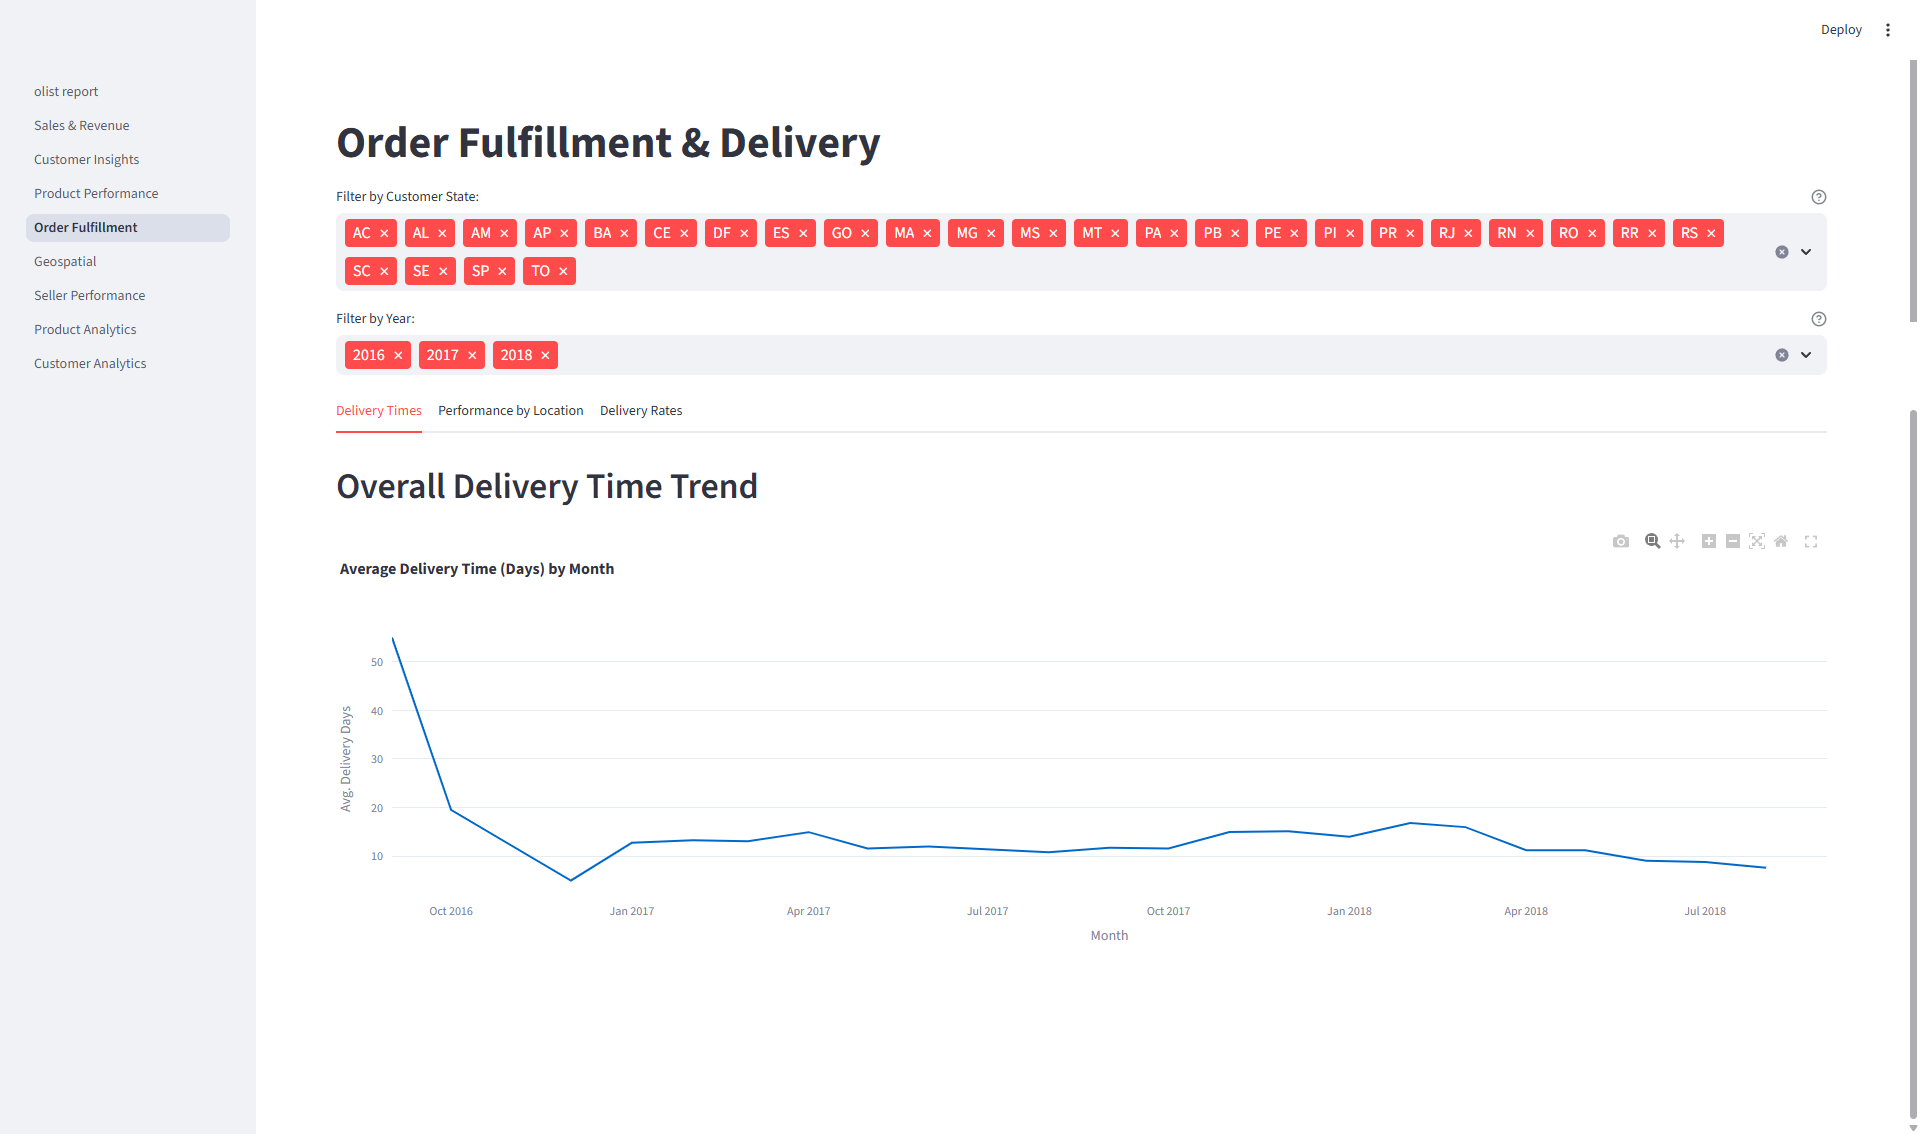 Deploy
olist report
Sales & Revenue
Customer Insights
Product Performance
Order Fulfillment
Geospatial
Seller Performance
Product Analytics
Customer Analytics
Order Fulfillment & Delivery
Filter by Customer State:
AC AL AM AP BA CE DF ES GO MA MG MS MT PA PB PE PI PR RJ RN RO RR RS
SC SE SP TO
Filter by Year:
2016 2017 2018
Delivery Times Performance by Location Delivery Rates
Overall Delivery Time Trend
Average Delivery Time (Days) by Month
Avg. Delivery Days
50
40
30
20
10
Oct 2016 Jan 2017 Apr 2017 Jul 2017 Oct 2017 Jan 2018 Apr 2018 Jul 2018
Month